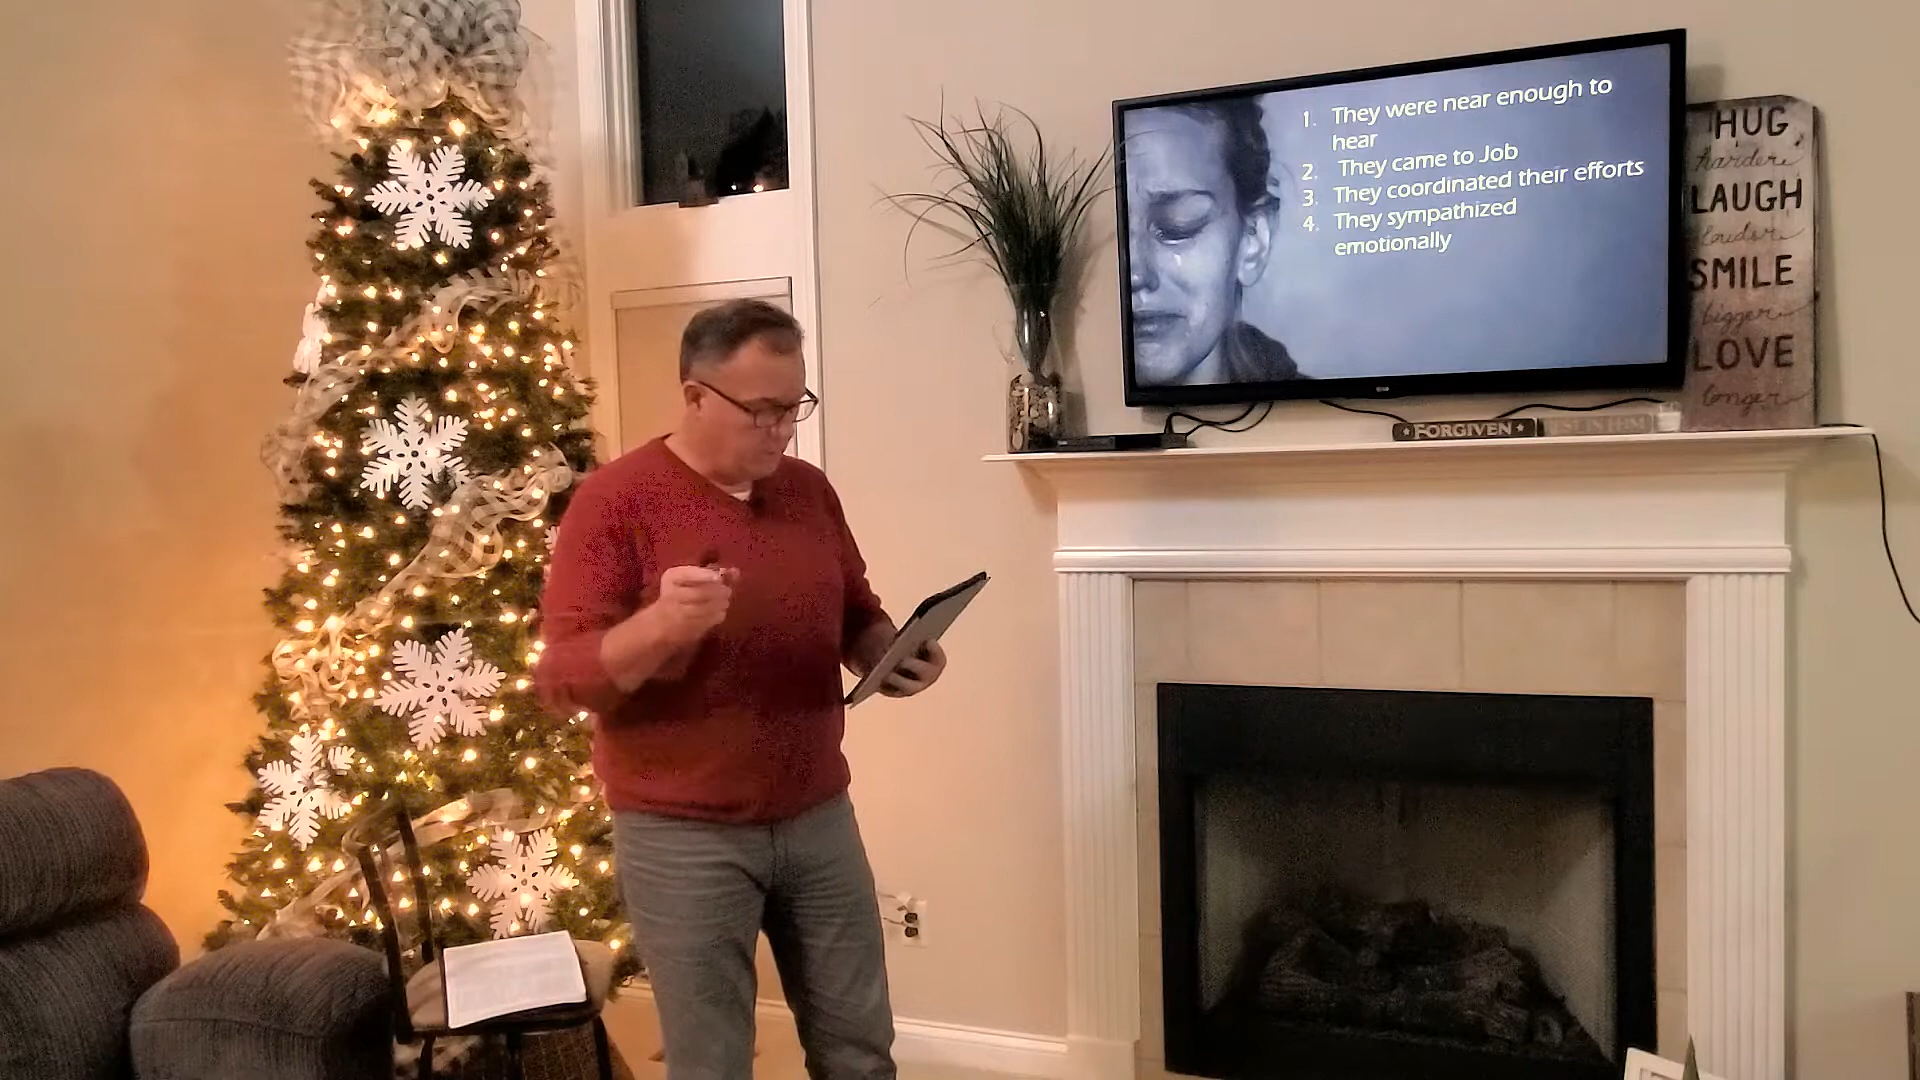 1. They were near enough to
hear
2. They came to Job
3. They coordinated their efforts
4. They sympathized
emotionally
HUG
harder
LAUGH
louder
SMILE
bigger
LOVE
longer
FORGIVEN